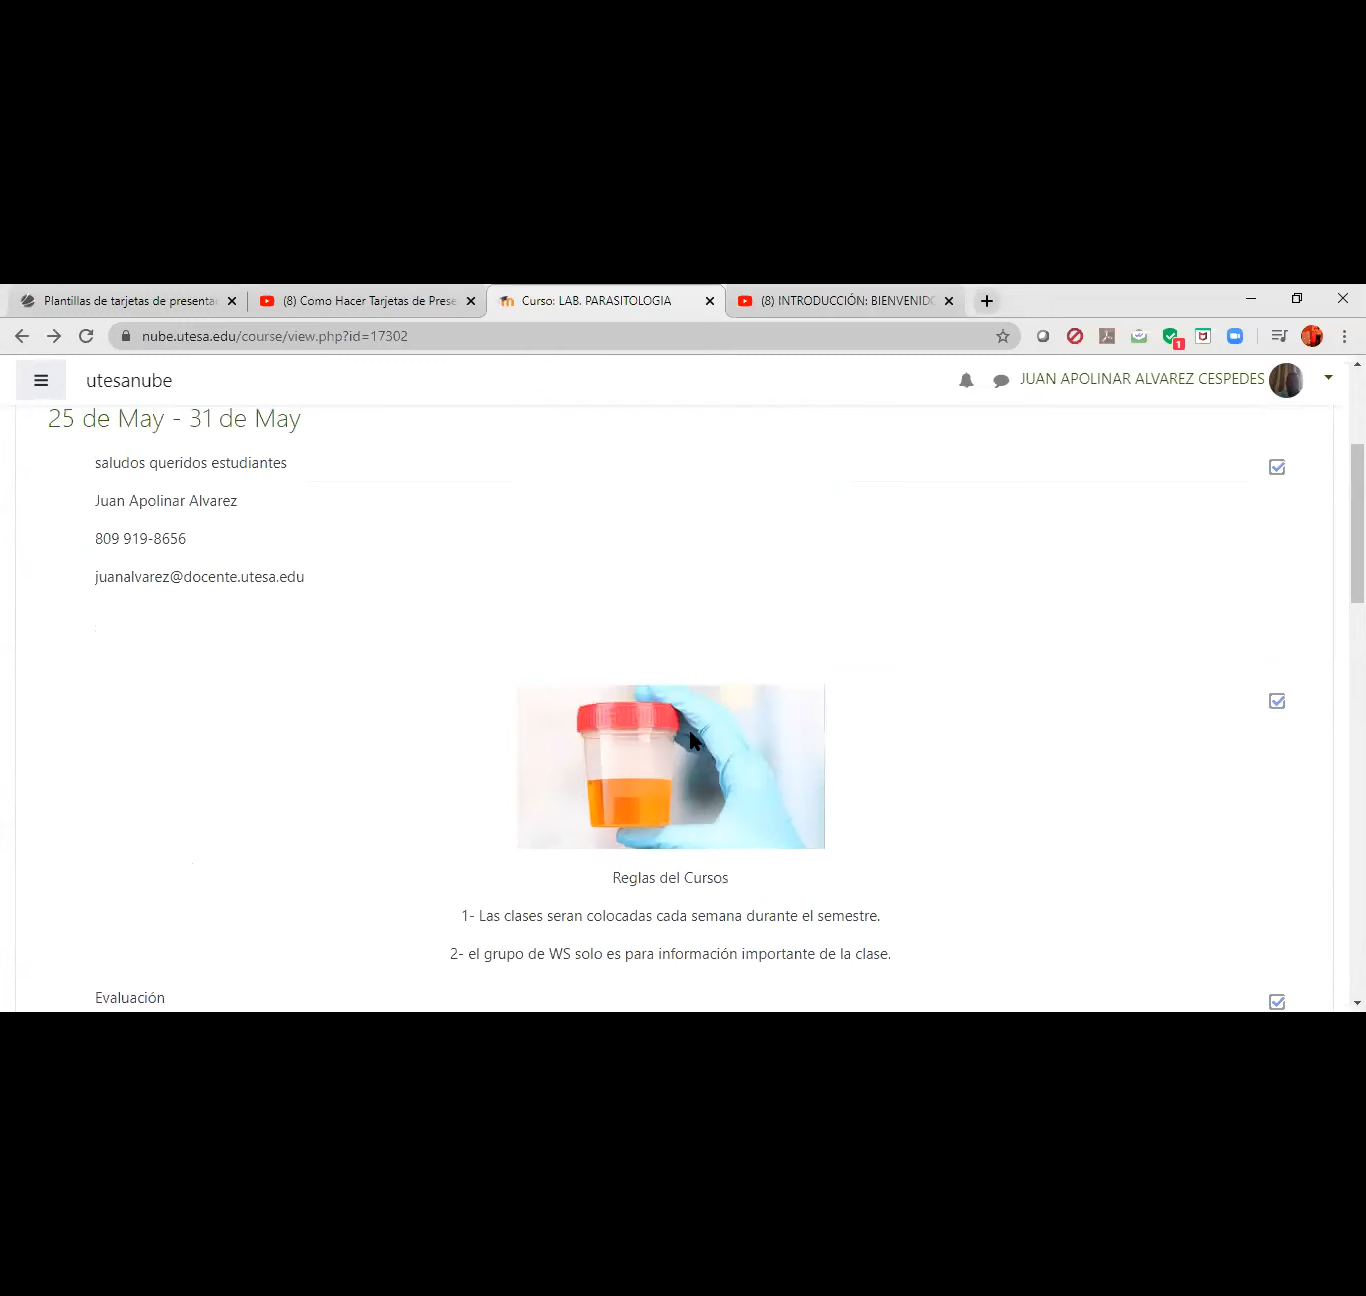 Plantillas de tarjetas de presenta
(8) Como Hacer Tarjetas de Prese
Curso: LAB. PARASITOLOGIA
(8) INTRODUCCIÓN: BIENVENIDO
nube.utesa.edu/course/view.php?id=17302
1
utesanube
JUAN APOLINAR ALVAREZ CESPEDES
25 de May - 31 de May
saludos queridos estudiantes
Juan Apolinar Alvarez
809 919-8656
juanalvarez@docente.utesa.edu
Reglas del Cursos
1- Las clases seran colocadas cada semana durante el semestre.
2- el grupo de WS solo es para información importante de la clase.
Evaluación